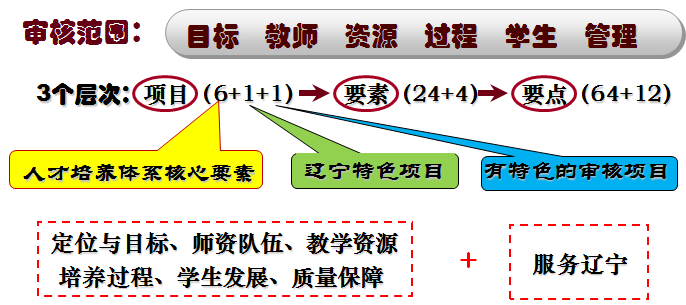 审核范围：
目标 教师 资源 过程 学生 管理
3个层次: 项目 (6+1+1) 要素 (24+4) 要点 (64+12)
人才培养体系核心要素
辽宁特色项目
有特色的审核项目
定位与目标、师资队伍、教学资源
培养过程、学生发展、质量保障
+
服务辽宁